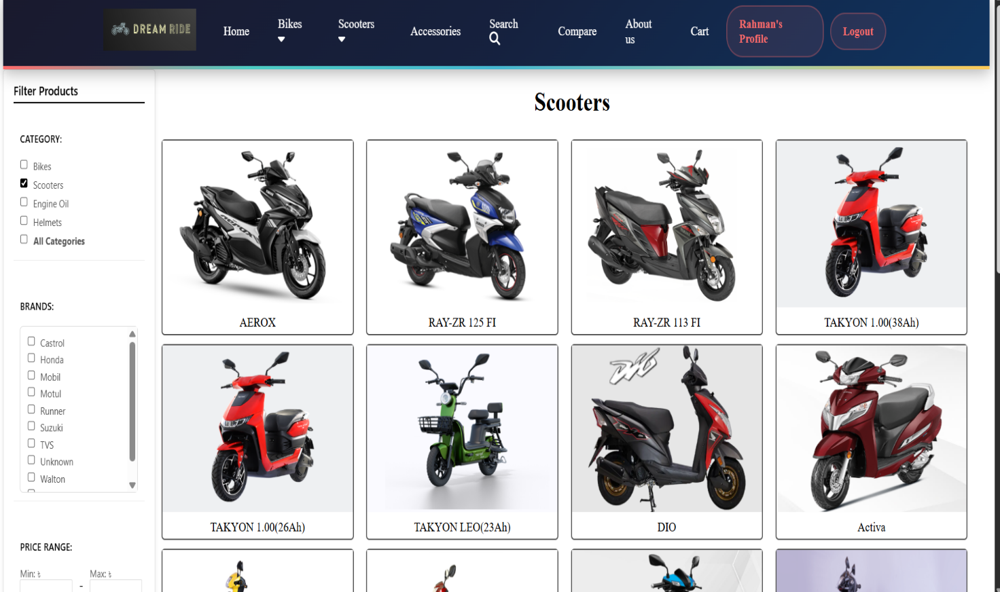 DREAM RIDE
Home
Bikes
Scooters
Accessories
Search
Compare
About
us
Cart
Rahman's
Profile
Logout
Filter Products
CATEGORY:
Bikes
Scooters
Engine Oil
Helmets
All Categories
BRANDS:
Castrol
Honda
Mobil
Motul
Runner
Suzuki
TVS
Unknown
Walton
PRICE RANGE:
Min: ৳
Max: ৳
-
Scooters
AEROX
RAY-ZR 125 FI
RAY-ZR 113 FI
TAKYON 1.00(38Ah)
TAKYON 1.00(26Ah)
TAKYON LEO(23Ah)
DIO
DIO
Activa